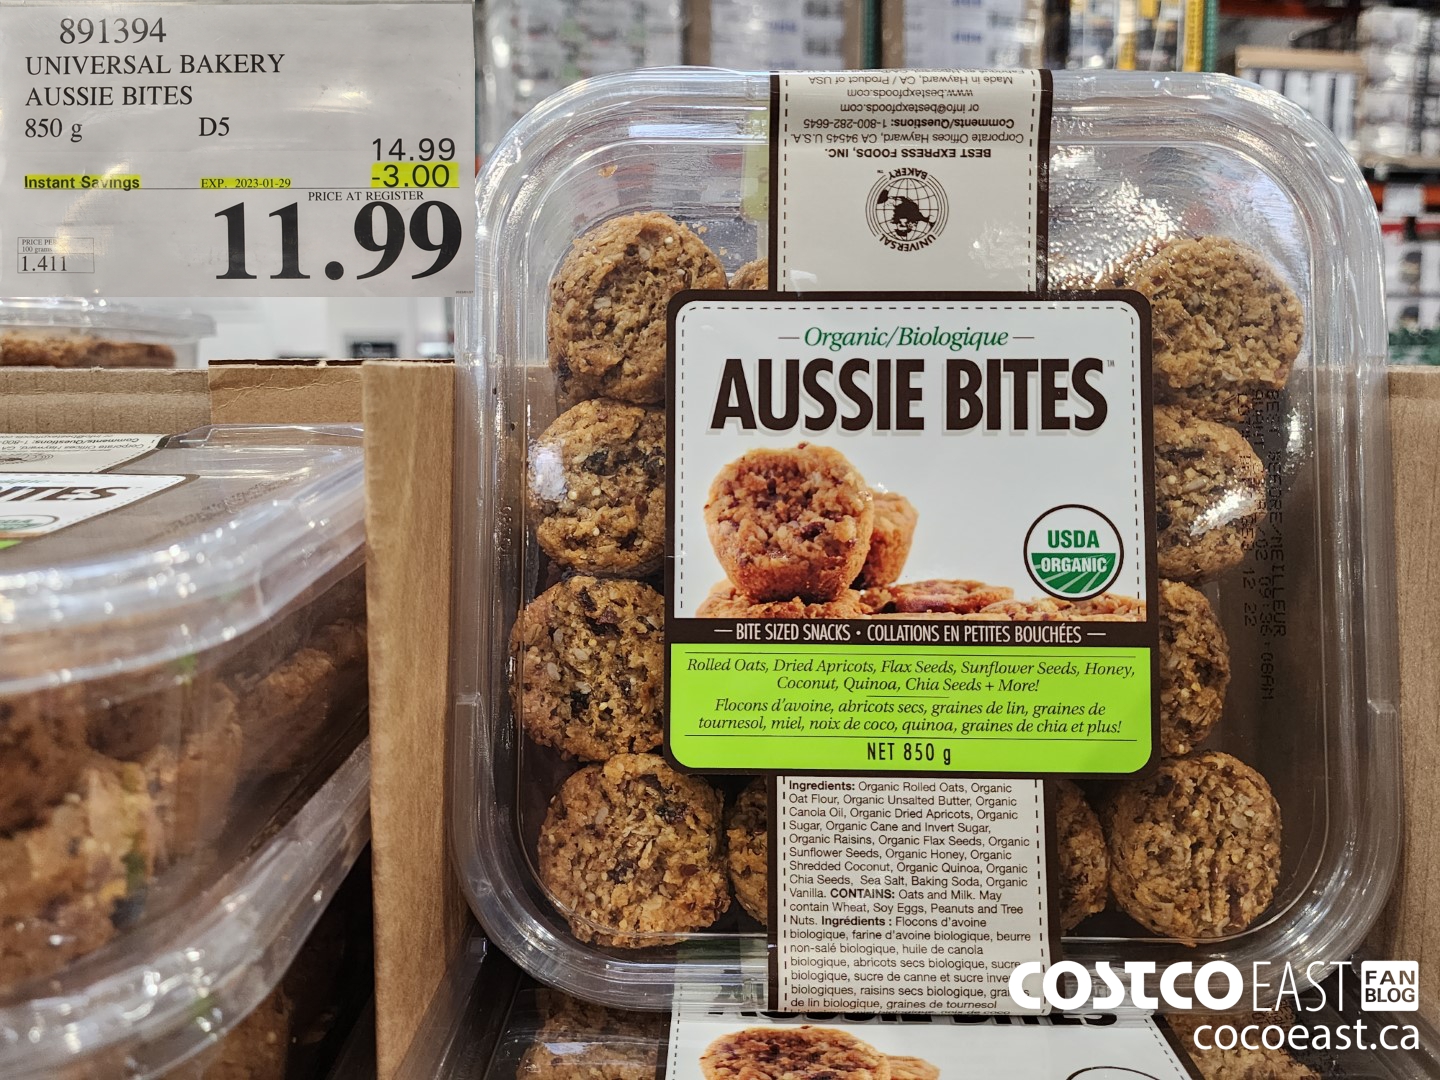 891394
UNIVERSAL BAKERY
AUSSIE BITES
850 g D5
14.99
Instant Savings EXP. 2023-01-29 -3.00
PRICE AT REGISTER
11.99
100 grams
1.411
Made in Hayward, CA / Product of USA
www.bestexpfoods.com
or info@bestexpfoods.com
Comments/Questions: 1-800-282-6645
Corporate Offices Hayward, CA 94545 U.S.A.
BEST EXPRESS FOODS, INC.
UNIVERSAL BAKERY
Organic/Biologique
AUSSIE BITES™
USDA
ORGANIC
BITE SIZED SNACKS • COLLATIONS EN PETITES BOUCHÉES
Rolled Oats, Dried Apricots, Flax Seeds, Sunflower Seeds, Honey,
Coconut, Quinoa, Chia Seeds + More!
Flocons d'avoine, abricots secs, graines de lin, graines de
tournesol, miel, noix de coco, quinoa, graines de chia et plus!
NET 850 g
Ingredients: Organic Rolled Oats, Organic
Oat Flour, Organic Unsalted Butter, Organic
Canola Oil, Organic Dried Apricots, Organic
Sugar, Organic Cane and Invert Sugar,
Organic Raisins, Organic Flax Seeds, Organic
Sunflower Seeds, Organic Honey, Organic
Shredded Coconut, Organic Quinoa, Organic
Chia Seeds, Sea Salt, Baking Soda, Organic
Vanilla. CONTAINS: Oats and Milk. May
contain Wheat, Soy Eggs, Peanuts and Tree
Nuts. Ingrédients : Flocons d'avoine
biologique, farine d'avoine biologique, beurre
non-salé biologique, huile de canola
biologique, abricots secs biologique, sucre
biologique, sucre de canne et sucre
biologiques, raisins secs biologique,
de lin biologique, graines de tournesol
BEST BEFORE/MEILLEUR
COSTCO EAST FAN BLOG
cocoeast.ca